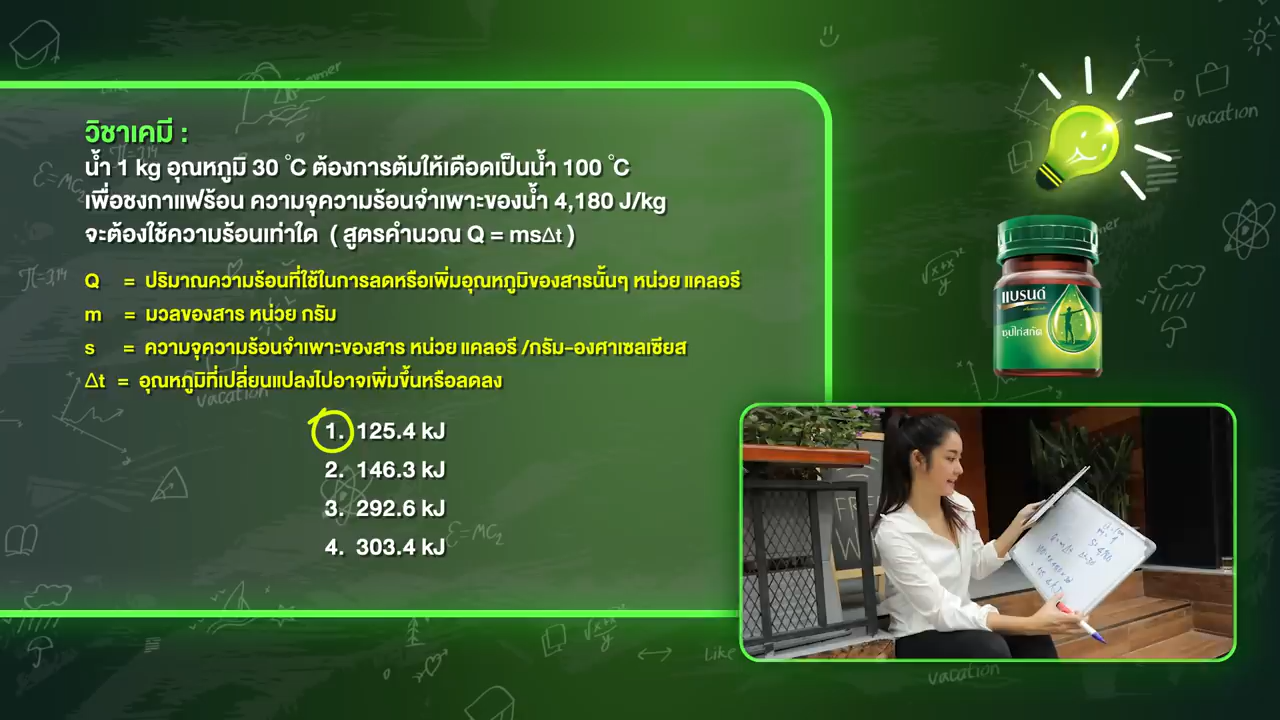 วิชาเคมี :
น้ำ 1 kg อุณหภูมิ 30 °C ต้องการต้มให้เดือดเป็นน้ำ 100 °C
เพื่อชงกาแฟร้อน ความจุความร้อนจำเพาะของน้ำ 4,180 J/kg
จะต้องใช้ความร้อนเท่าใด ( สูตรคำนวณ Q = msΔt )
Q = ปริมาณความร้อนที่ใช้ในการลดหรือเพิ่มอุณหภูมิของสารนั้นๆ หน่วย แคลอรี
m = มวลของสาร หน่วย กรัม
s = ความจุความร้อนจำเพาะของสาร หน่วย แคลอรี /กรัม-องศาเซลเซียส
Δt = อุณหภูมิที่เปลี่ยนแปลงไปอาจเพิ่มขึ้นหรือลดลง
1. 125.4 kJ
2. 146.3 kJ
3. 292.6 kJ
4. 303.4 kJ
แบรนด์
ซุปไก่สกัด
vacation
vacation
vacation
π=3,14
E=MC2
E=MC2
Like